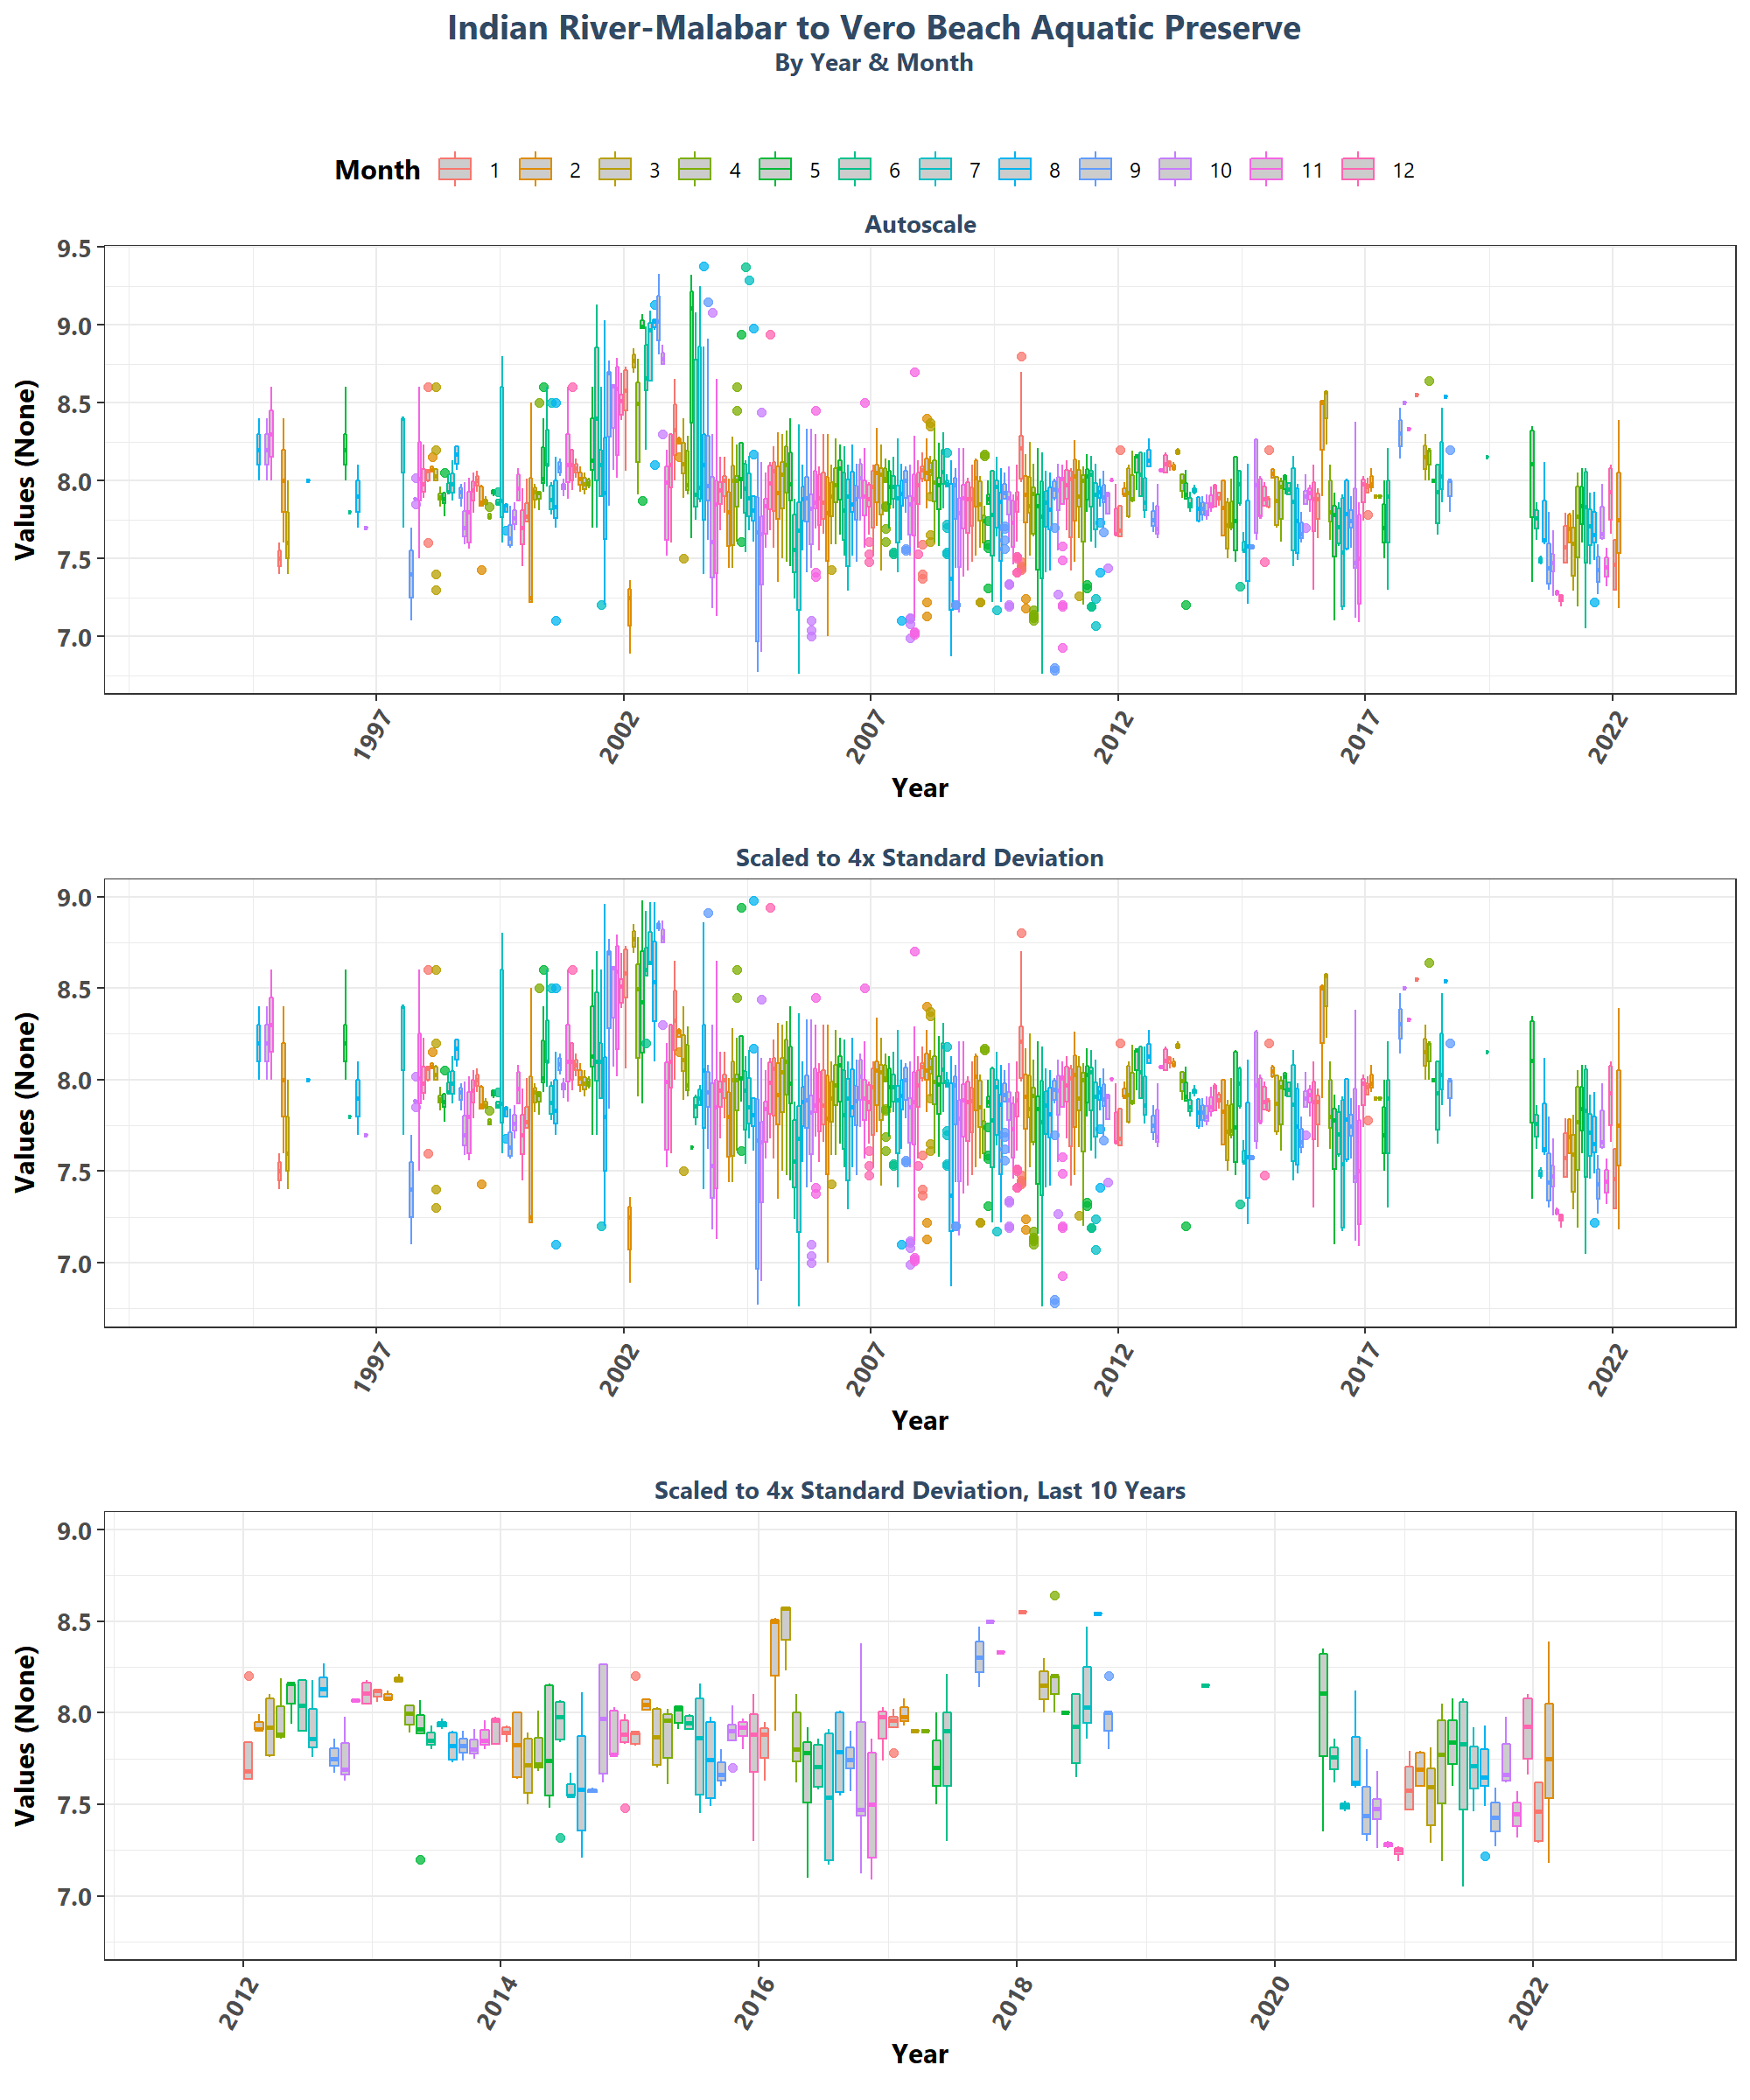 Indian River-Malabar to Vero Beach Aquatic Preserve
By Year & Month
Month 1 2 3 4 5 6 7 8 9 10 11 12
Autoscale
Values (None)
9.5
9.0
8.5
8.0
7.5
7.0
1997 2002 2007 2012 2017 2022
Year
Scaled to 4x Standard Deviation
Values (None)
9.0
8.5
8.0
7.5
7.0
1997 2002 2007 2012 2017 2022
Year
Scaled to 4x Standard Deviation, Last 10 Years
Values (None)
9.0
8.5
8.0
7.5
7.0
2012 2014 2016 2018 2020 2022
Year